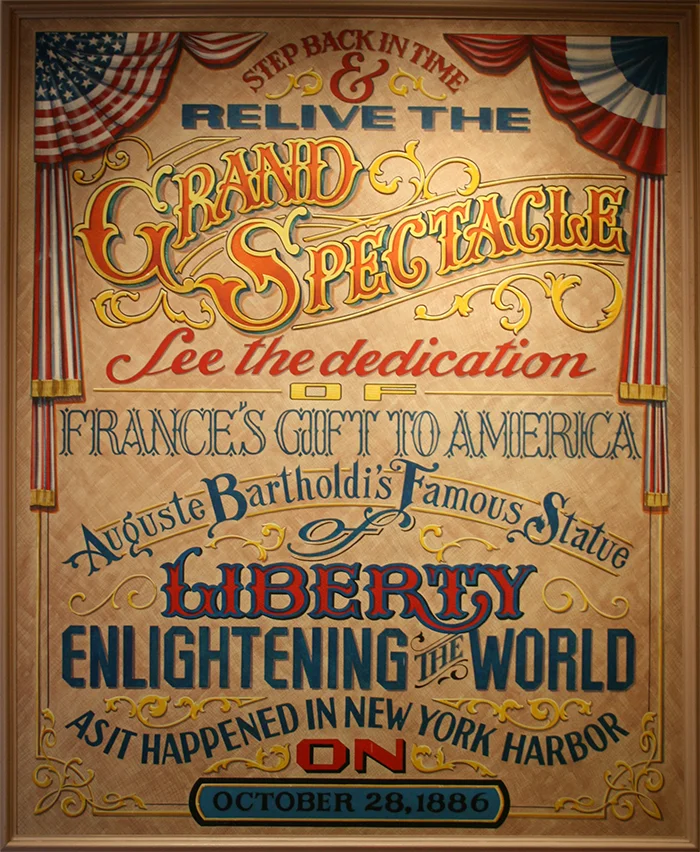 STEP BACK IN TIME
&
RELIVE THE
GRAND
SPECTACLE
See the dedication
OF
FRANCE'S GIFT TO AMERICA
Auguste Bartholdi's Famous Statue
of
LIBERTY
ENLIGHTENING THE WORLD
AS IT HAPPENED IN NEW YORK HARBOR
ON
OCTOBER 28, 1886